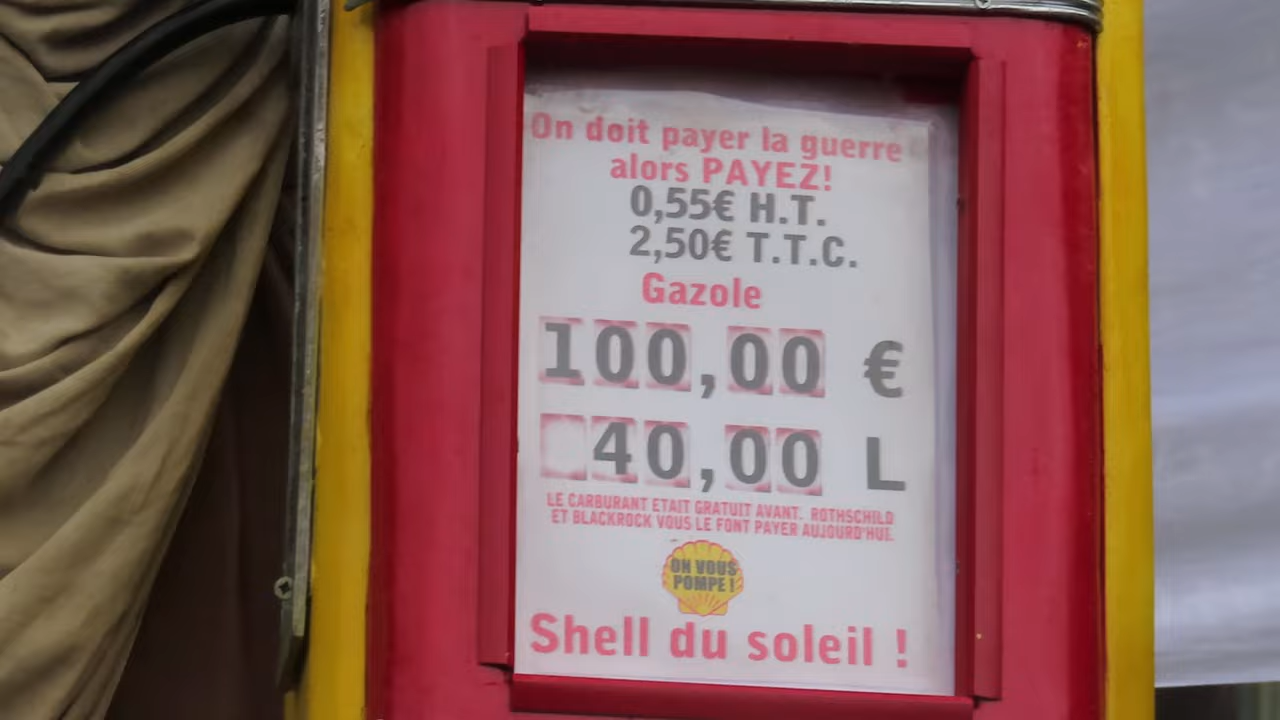 On doit payer la guerre
alors PAYEZ!
0,55€ H.T.
2,50€ T.T.C.
Gazole
100,00 €
40,00 L
LE CARBURANT ETAIT GRATUIT AVANT. ROTHSCHILD
ET BLACKROCK VOUS LE FONT PAYER AUJOURD'HUI.
ON VOUS
POMPE !
Shell du soleil !